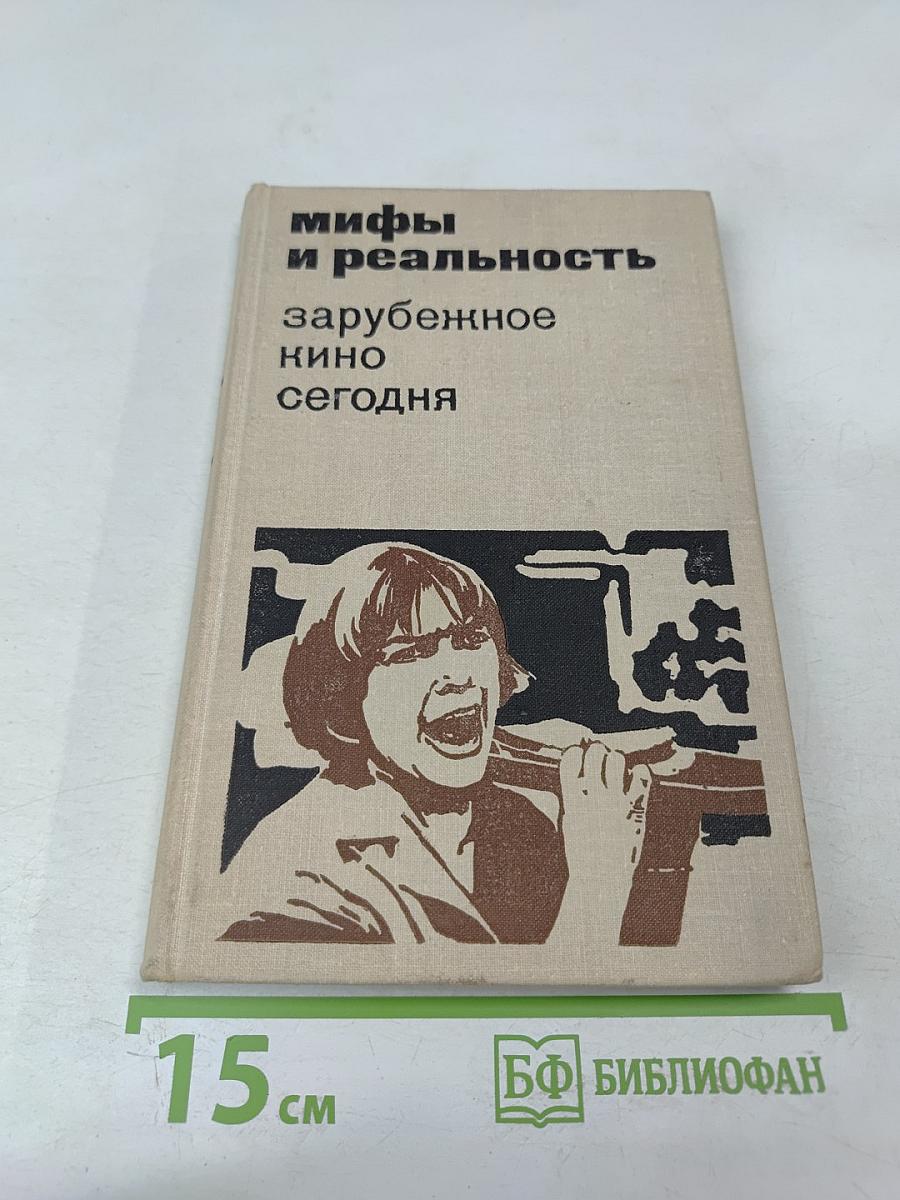 мифы
и реальность
зарубежное
кино
сегодня
15 см
БФ БИБЛИОФАН